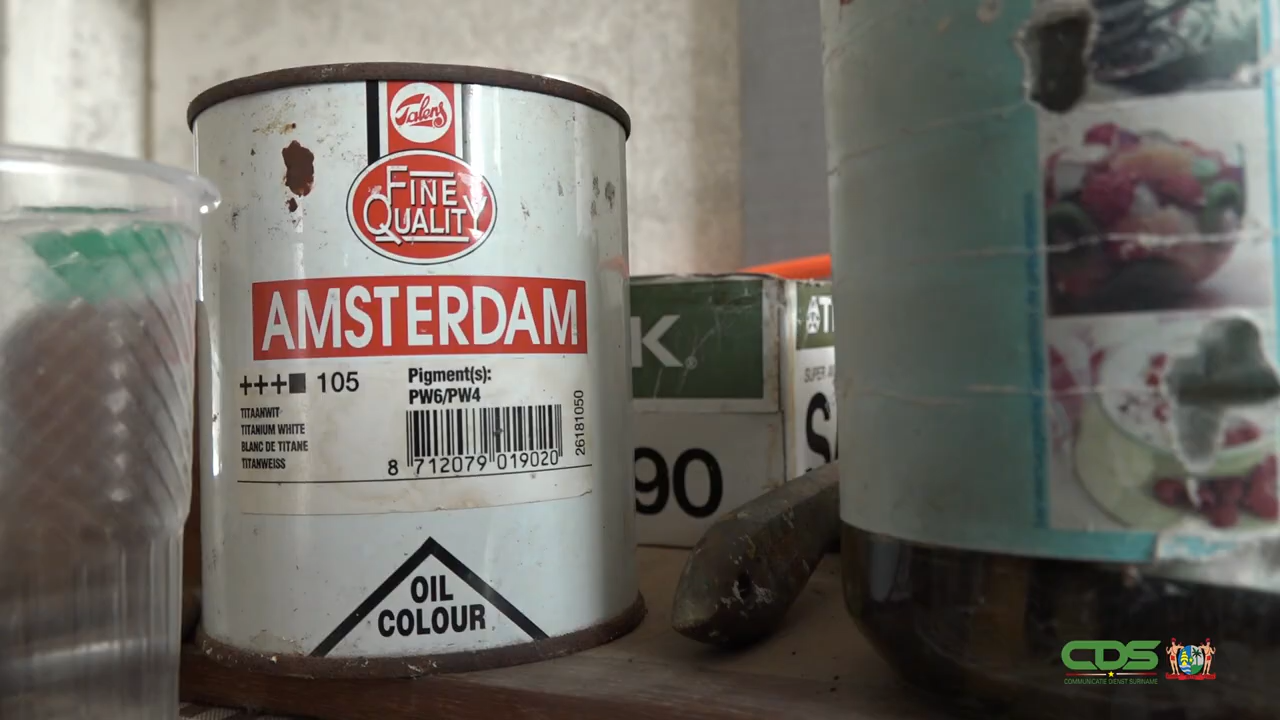 Talens
FINE
QUALITY
AMSTERDAM
+++■ 105
Pigment(s):
PW6/PW4
TITAANWIT
TITANIUM WHITE
BLANC DE TITANE
TITANWEISS
8 712079 019020
26181050
OIL
COLOUR
K®
90
SUPER
CDS
COMMUNICATIE DIENST SURINAME